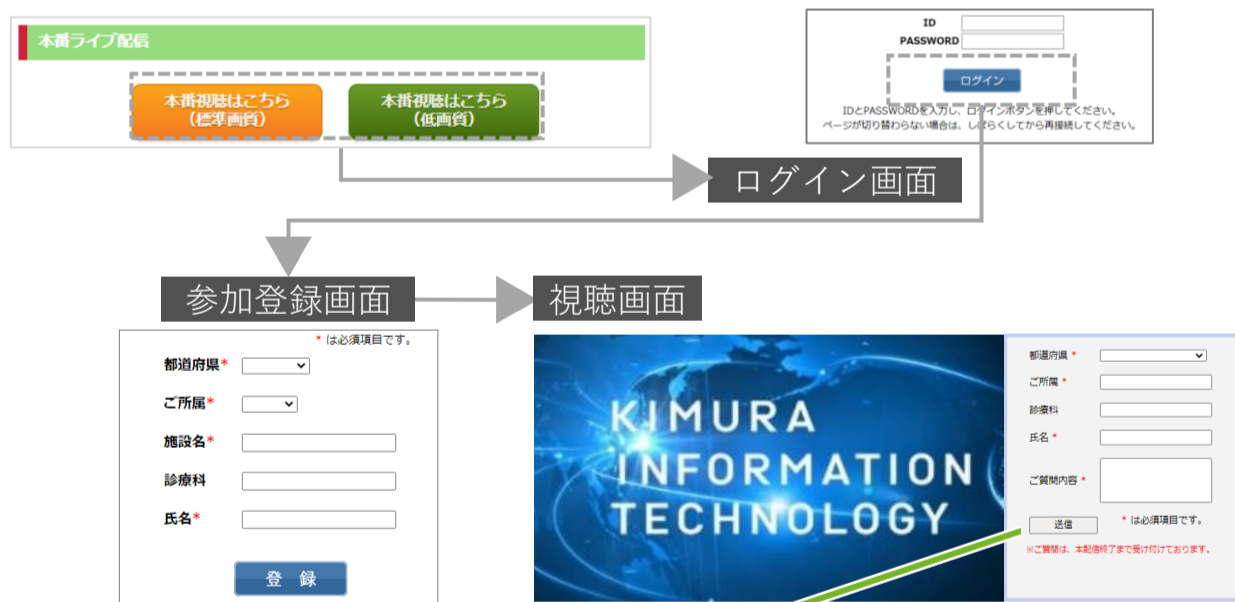 本番ライブ配信
本番視聴はこちら
(標準画質)
本番視聴はこちら
(低画質)
ID
PASSWORD
ログイン
IDとPASSWORDを入力し、ログインボタンを押してください。
ページが切り替わらない場合は、しばらくしてから再接続してください。
ログイン画面
参加登録画面
視聴画面
* は必須項目です。
都道府県*
ご所属*
施設名*
診療科
氏名*
登 録
KIMURA
INFORMATION
TECHNOLOGY
都道府県 *
ご所属 *
診療科
氏名 *
ご質問内容 *
送信
* は必須項目です。
※ご質問は、本配信終了まで受け付けております。